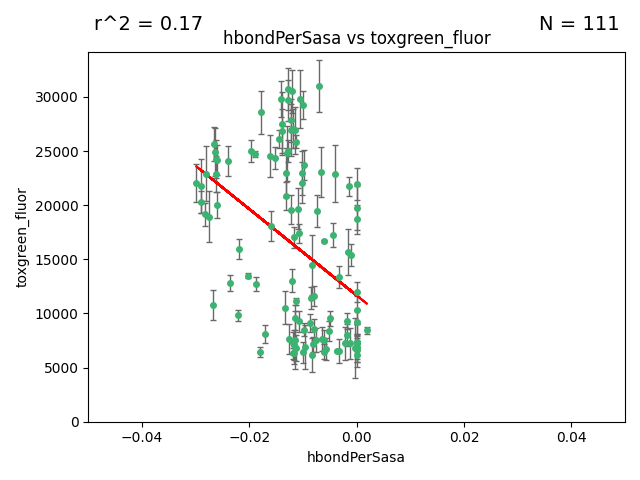 r^2 = 0.17
N = 111
hbondPerSasa vs toxgreen_fluor
toxgreen_fluor
30000
25000
20000
15000
10000
5000
0
−0.04
−0.02
0.00
0.02
0.04
hbondPerSasa